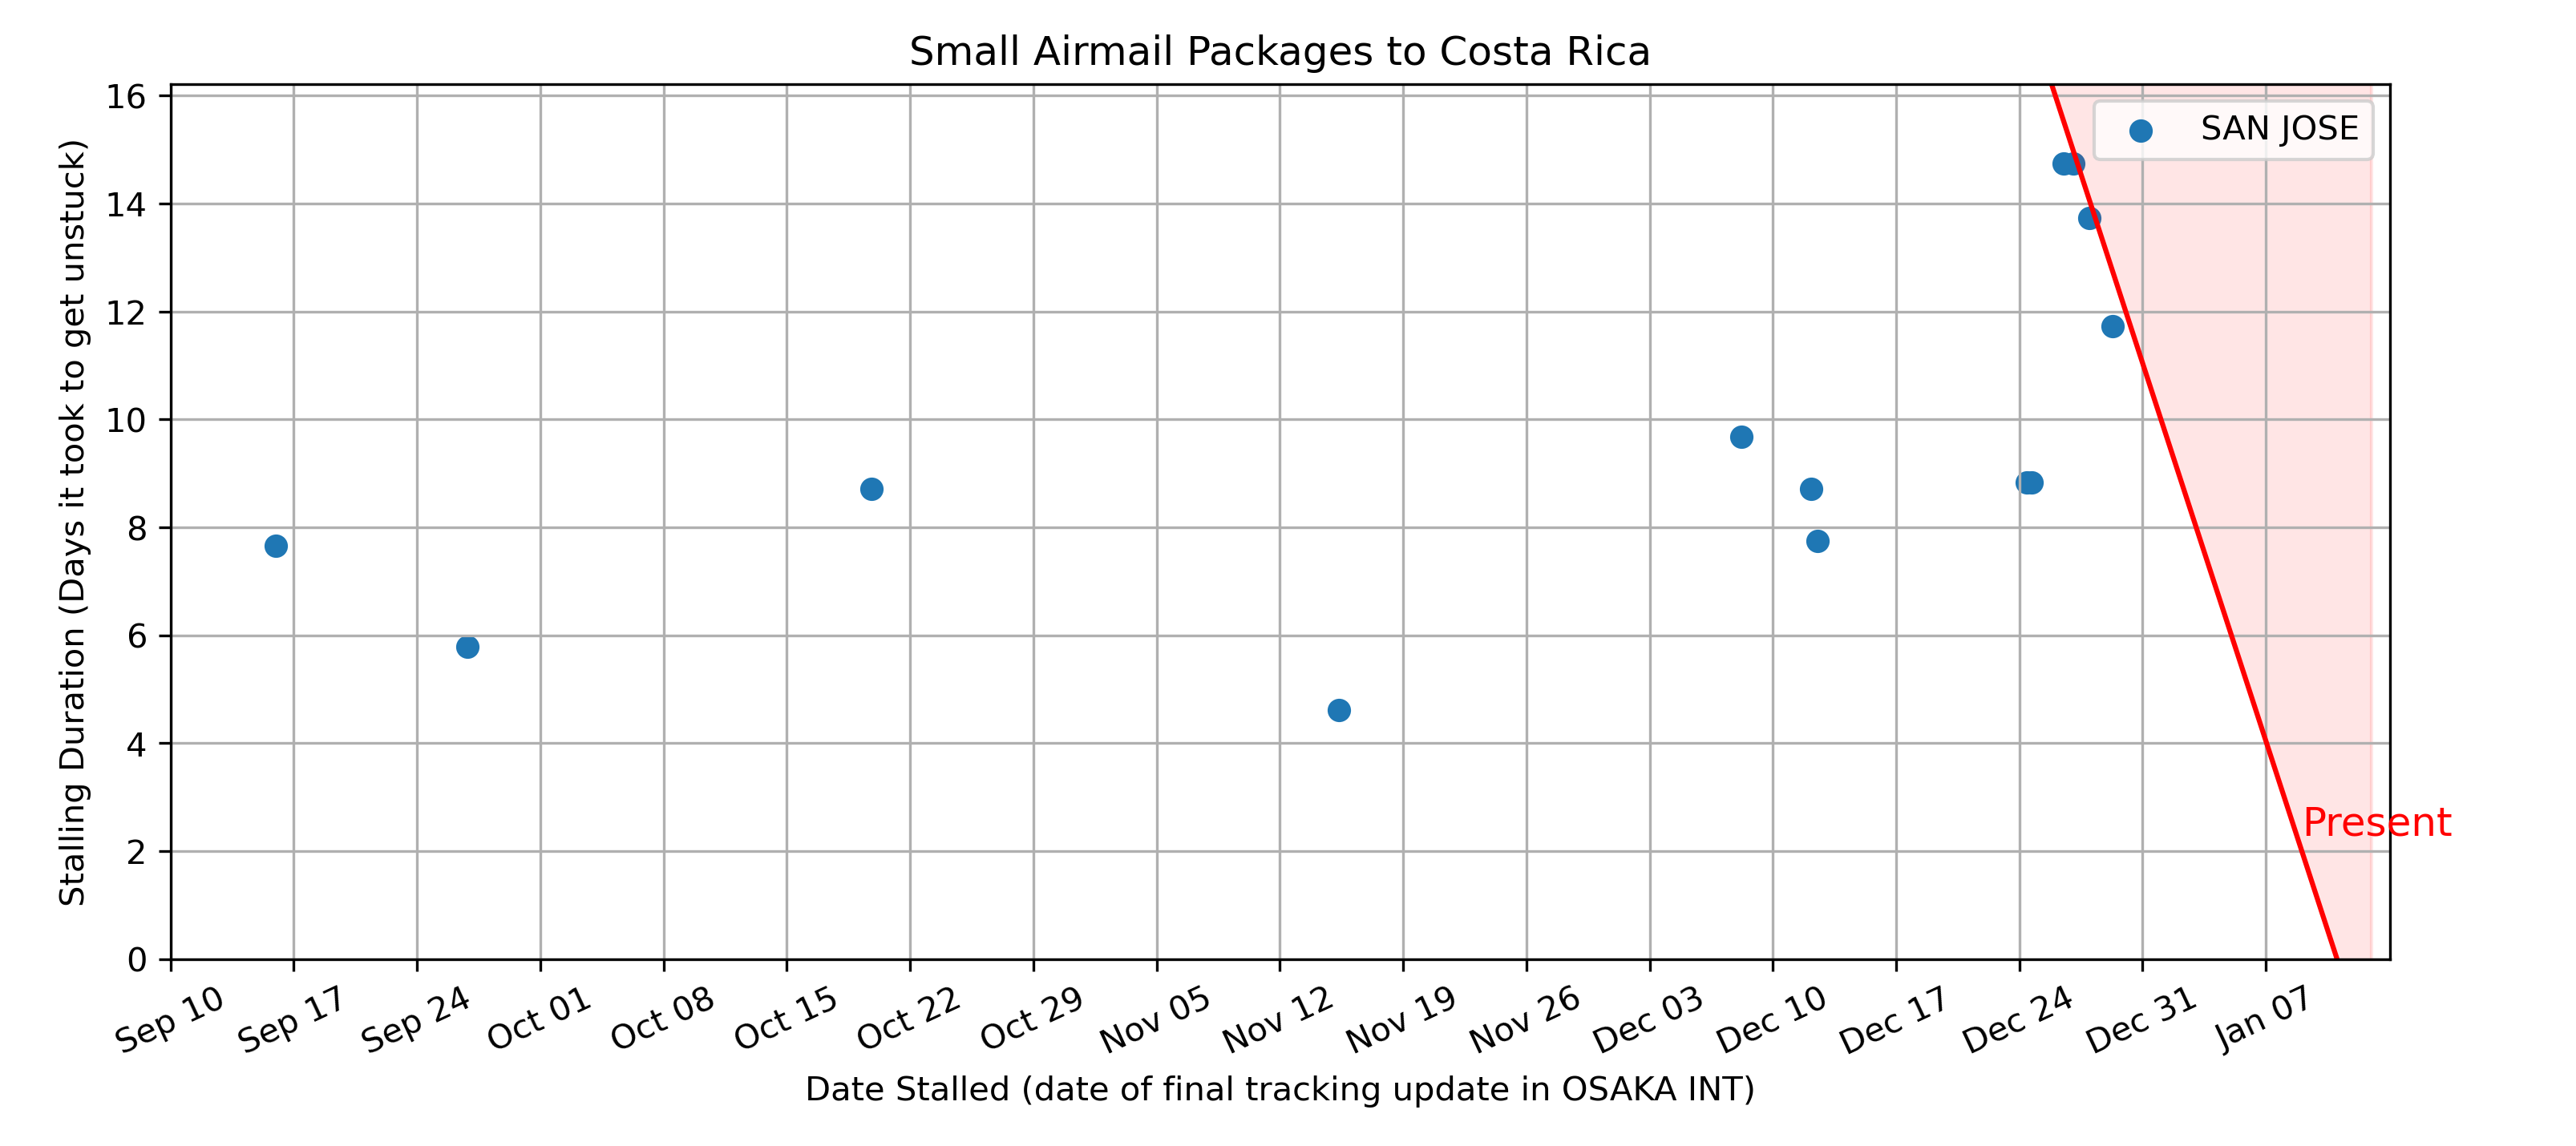 Small Airmail Packages to Costa Rica
Stalling Duration (Days it took to get unstuck)
16
14
12
10
8
6
4
2
0
SAN JOSE
Present
Sep 10
Sep 17
Sep 24
Oct 01
Oct 08
Oct 15
Oct 22
Oct 29
Nov 05
Nov 12
Nov 19
Nov 26
Dec 03
Dec 10
Dec 17
Dec 24
Dec 31
Jan 07
Date Stalled (date of final tracking update in OSAKA INT)